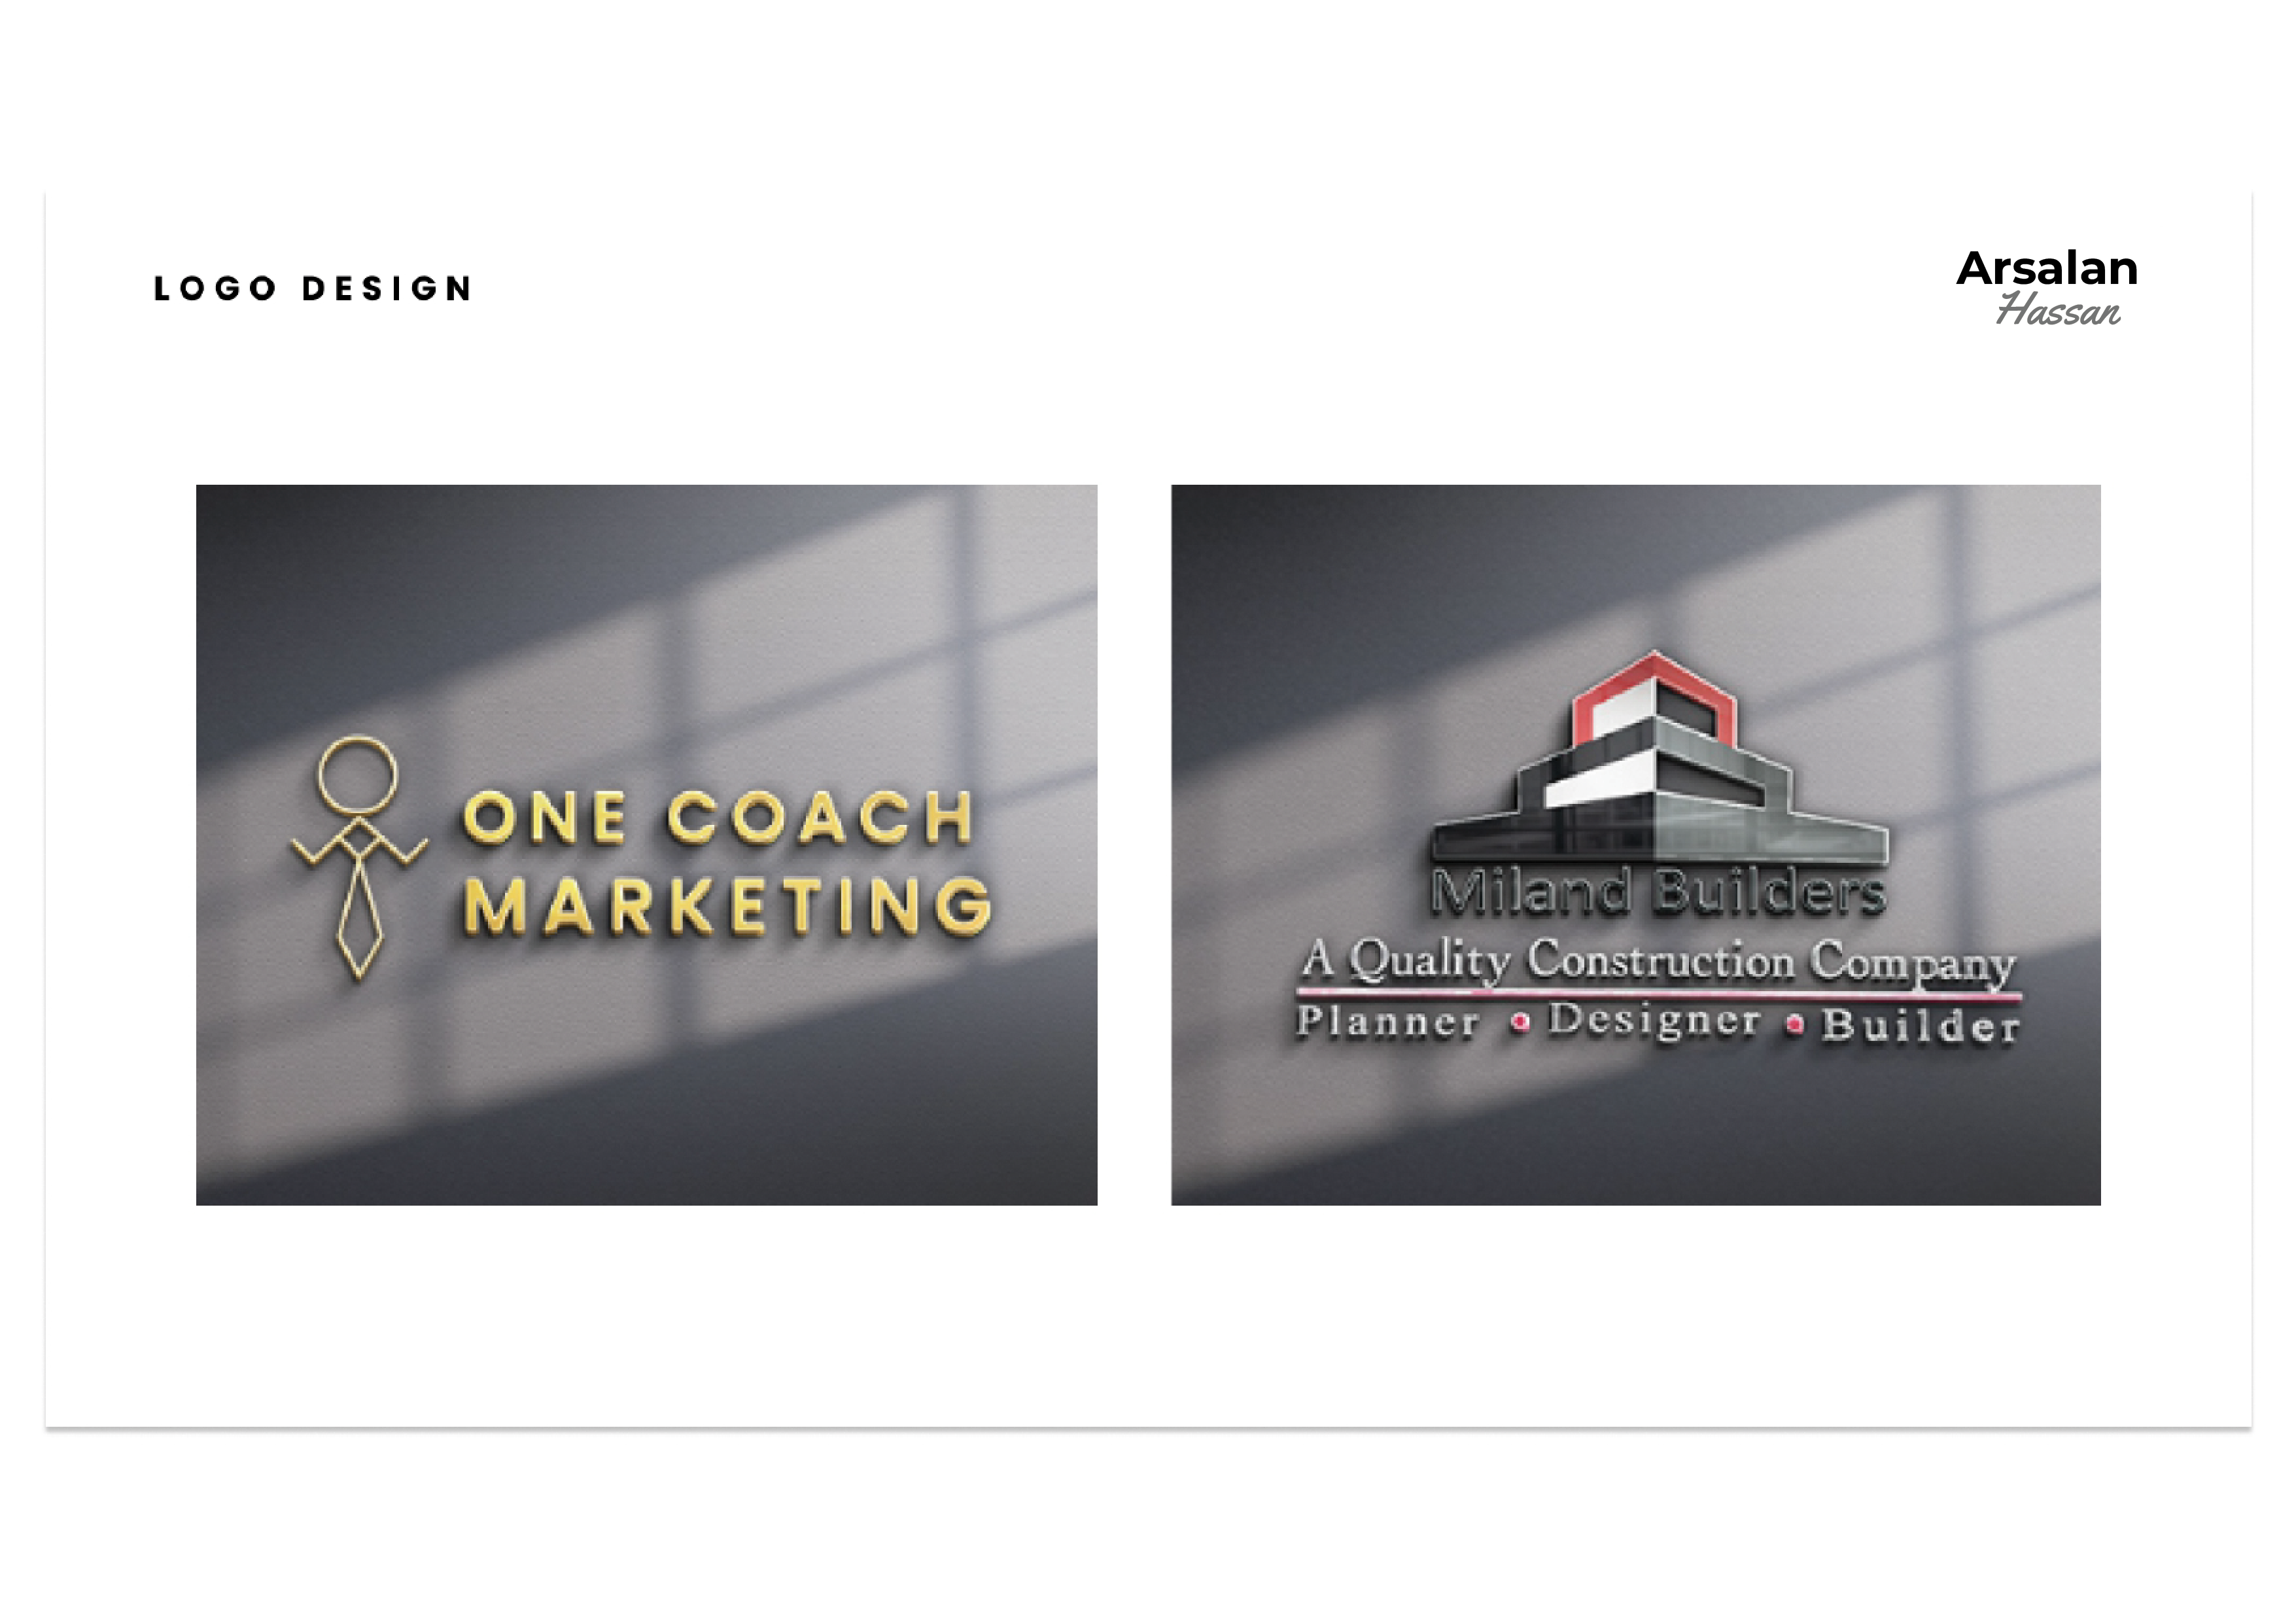 LOGO DESIGN
Arsalan
Hassan
ONE COACH
MARKETING
Miland Builders
A Quality Construction Company
Planner • Designer • Builder